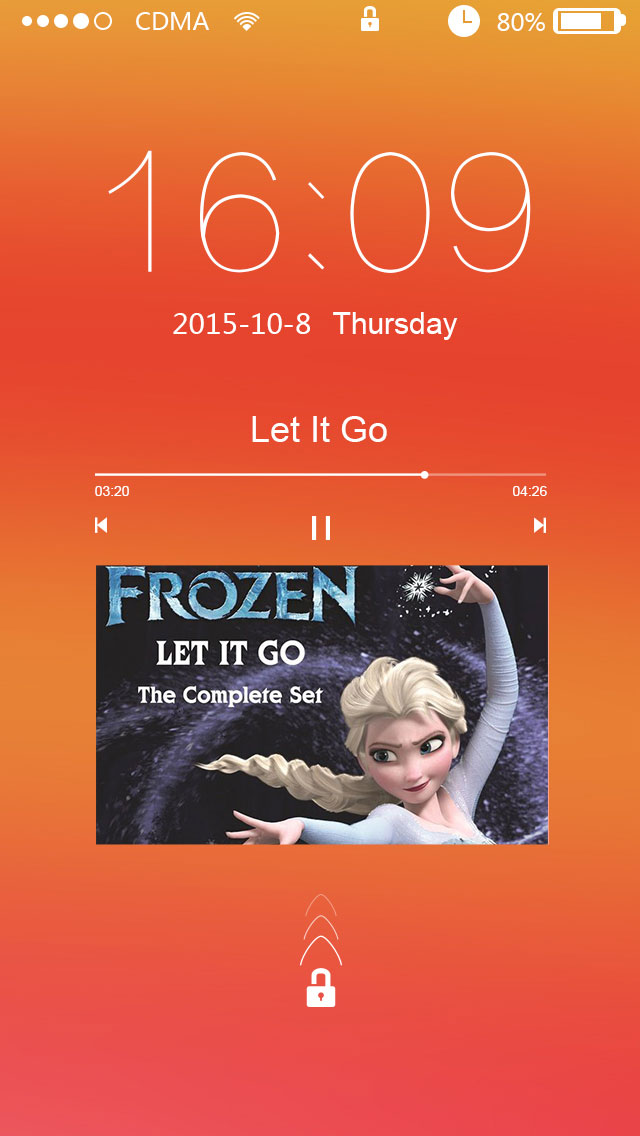 CDMA 80%
16:09
2015-10-8 Thursday
Let It Go
03:20 04:26
FROZEN
LET IT GO
The Complete Set